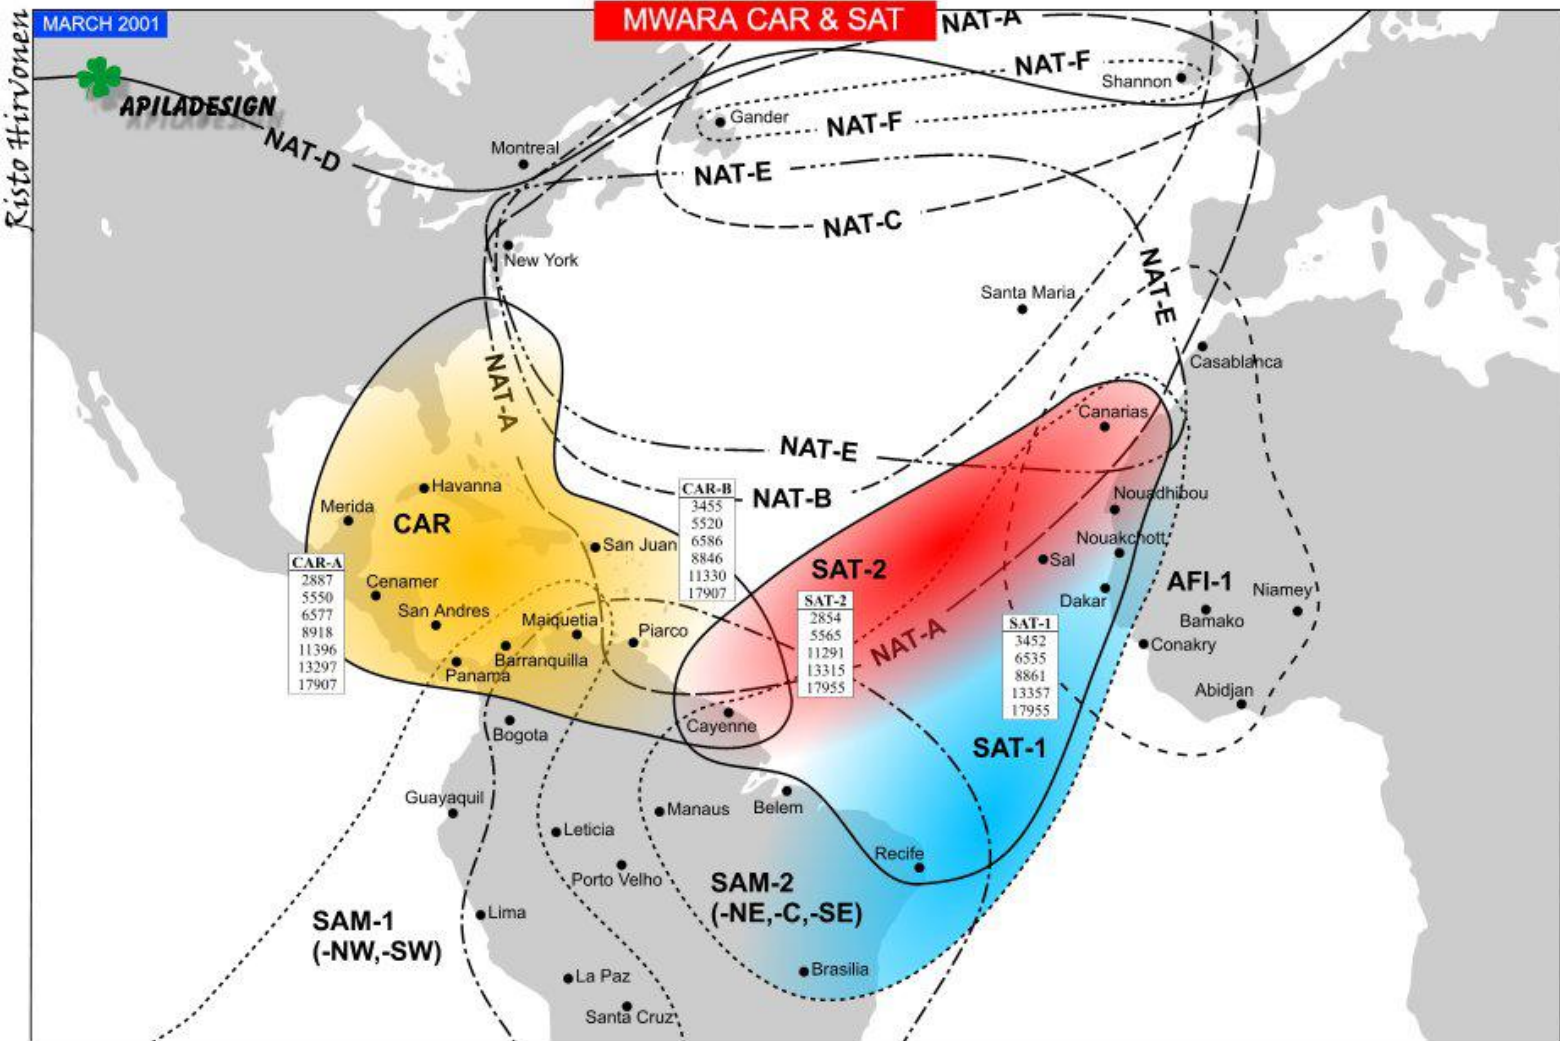 MARCH 2001
MWARA CAR & SAT
Risto Hirvonen
APILADESIGN
NAT-A
NAT-F
Shannon
Gander
NAT-F
NAT-D
Montreal
NAT-E
NAT-C
New York
NAT-E
Santa Maria
Casablanca
NAT-A
Canarias
NAT-E
NAT-B
Havanna
Merida
CAR
CAR-B
3455
5520
6586
8846
11330
17907
Nouadhibou
Nouakchott
San Juan
Sal
SAT-2
CAR-A
2887
5550
6577
8918
11396
13297
17907
Cenamer
San Andres
Maiquetia
Piarco
Barranquilla
Panama
SAT-2
2854
5565
11291
13315
17955
NAT-A
Dakar
AFI-1
Niamey
Bamako
Conakry
SAT-1
3452
6535
8861
13357
17955
Abidjan
Cayenne
Bogota
SAT-1
Guayaquil
Manaus
Belem
Leticia
Recife
Porto Velho
SAM-2
(-NE,-C,-SE)
SAM-1
(-NW,-SW)
Lima
Brasilia
La Paz
Santa Cruz